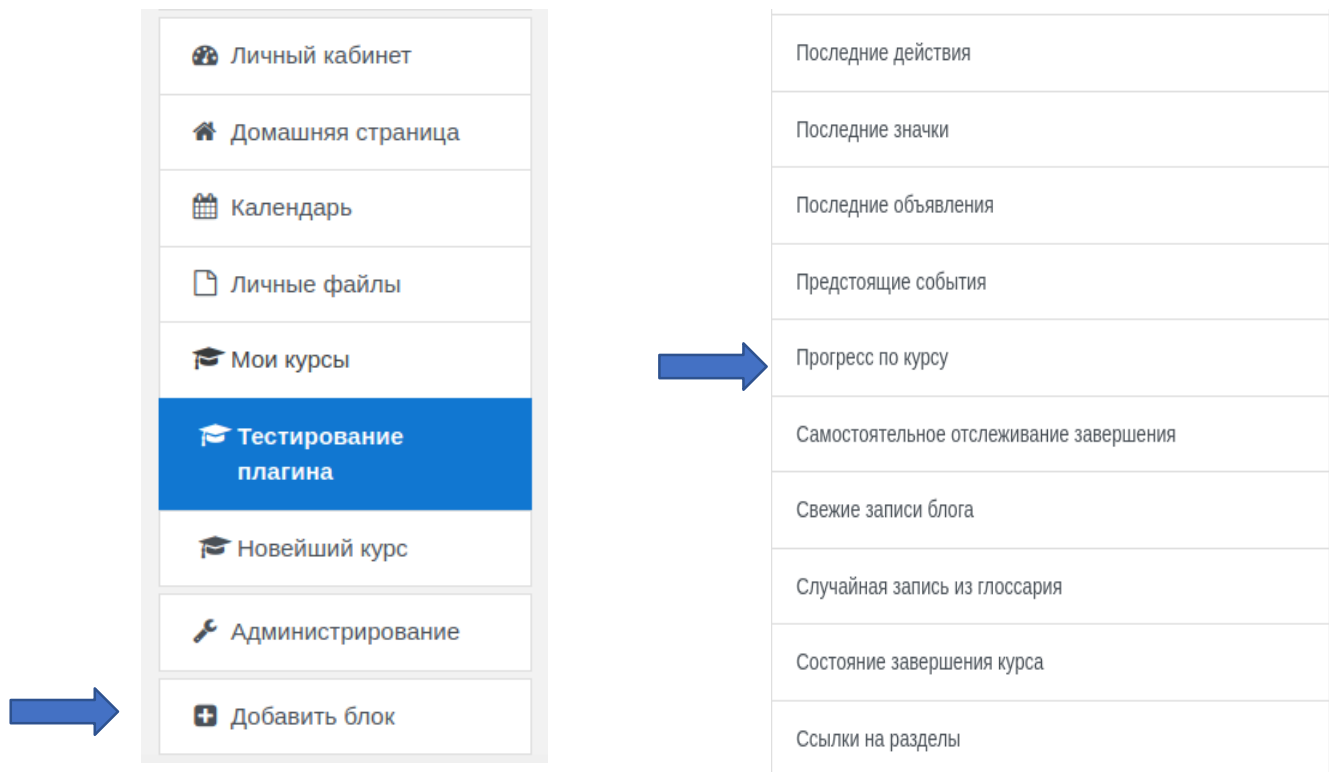 Личный кабинет
Домашняя страница
Календарь
Личные файлы
Мои курсы
Тестирование
плагина
Новейший курс
Администрирование
Добавить блок
Последние действия
Последние значки
Последние объявления
Предстоящие события
Прогресс по курсу
Самостоятельное отслеживание завершения
Свежие записи блога
Случайная запись из глоссария
Состояние завершения курса
Ссылки на разделы